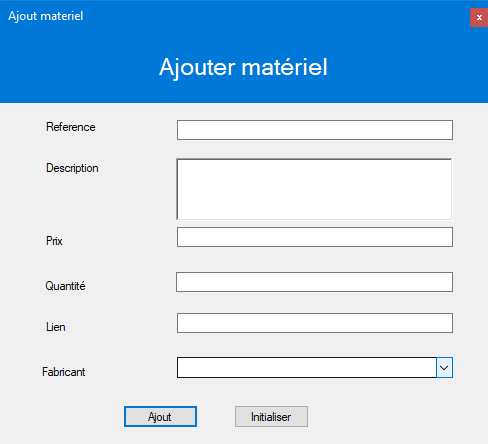 Ajout materiel
x
Ajouter matériel
Reference
Description
Prix
Quantité
Lien
Fabricant
Ajout
Initialiser